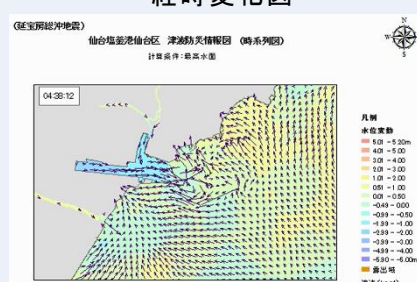 経時変化図
(延宝房総沖地震)
仙台塩釜港仙台区 津波防災情報図 (時系列図)
計算条件:最高水面
N
S
04:38:12
凡例
水位変動
5.01 - 5.20m
4.01 - 5.00
3.01 - 4.00
2.01 - 3.00
1.01 - 2.00
0.51 - 1.00
0.01 - 0.50
-0.49 - 0.00
-0.99 - -0.50
-1.99 - -1.00
-2.99 - -2.00
-3.99 - -3.00
-4.99 - -4.00
-5.90 - -5.00m
露出域